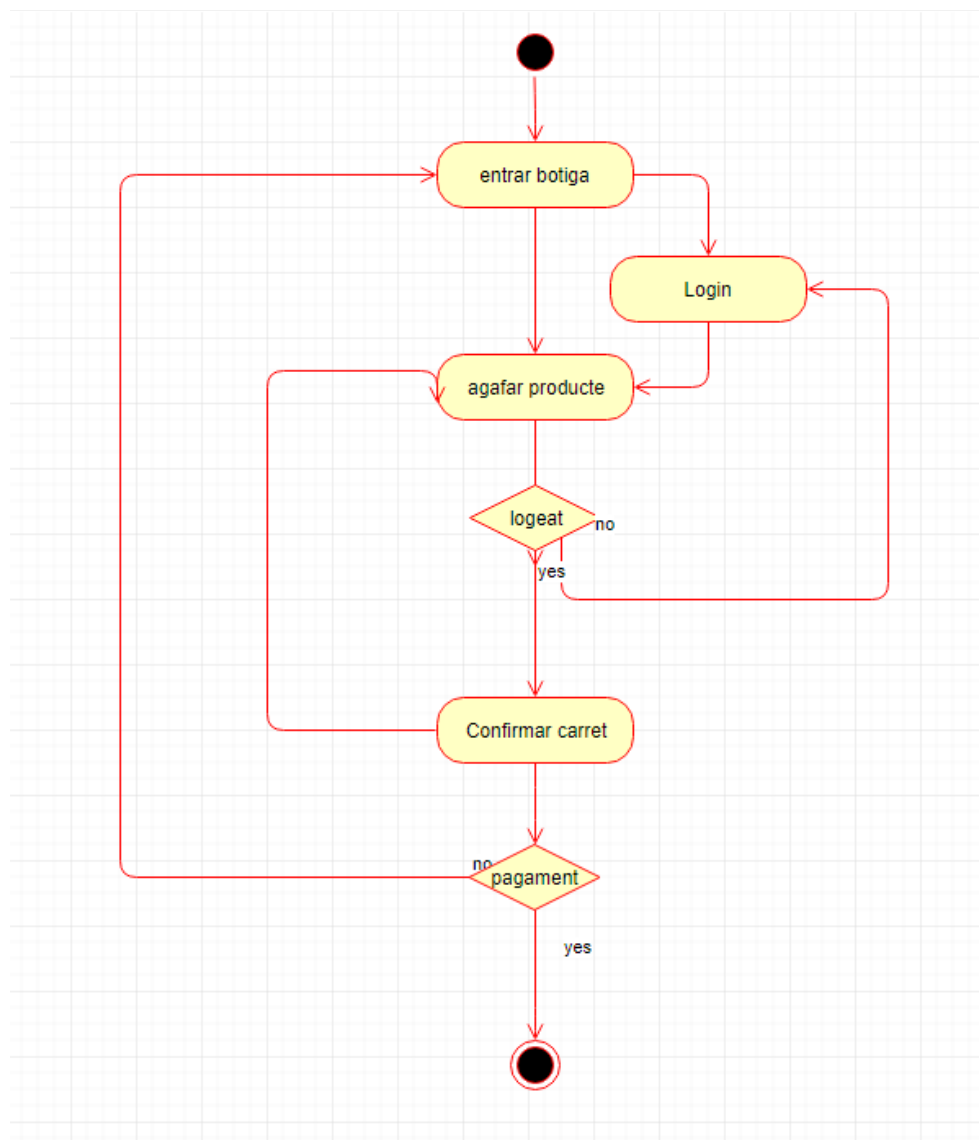 entrar botiga
Login
agafar producte
logeat
no
yes
Confirmar carret
no
pagament
yes